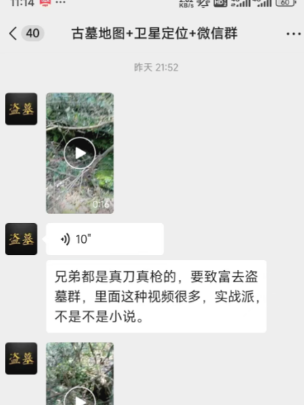 11:14
60
40
古墓地图+卫星定位+微信群
昨天 21:52
盗墓
0:16
盗墓
10"
兄弟都是真刀真枪的，要致富去盗
墓群，里面这种视频很多，实战派，
不是不是小说。
盗墓